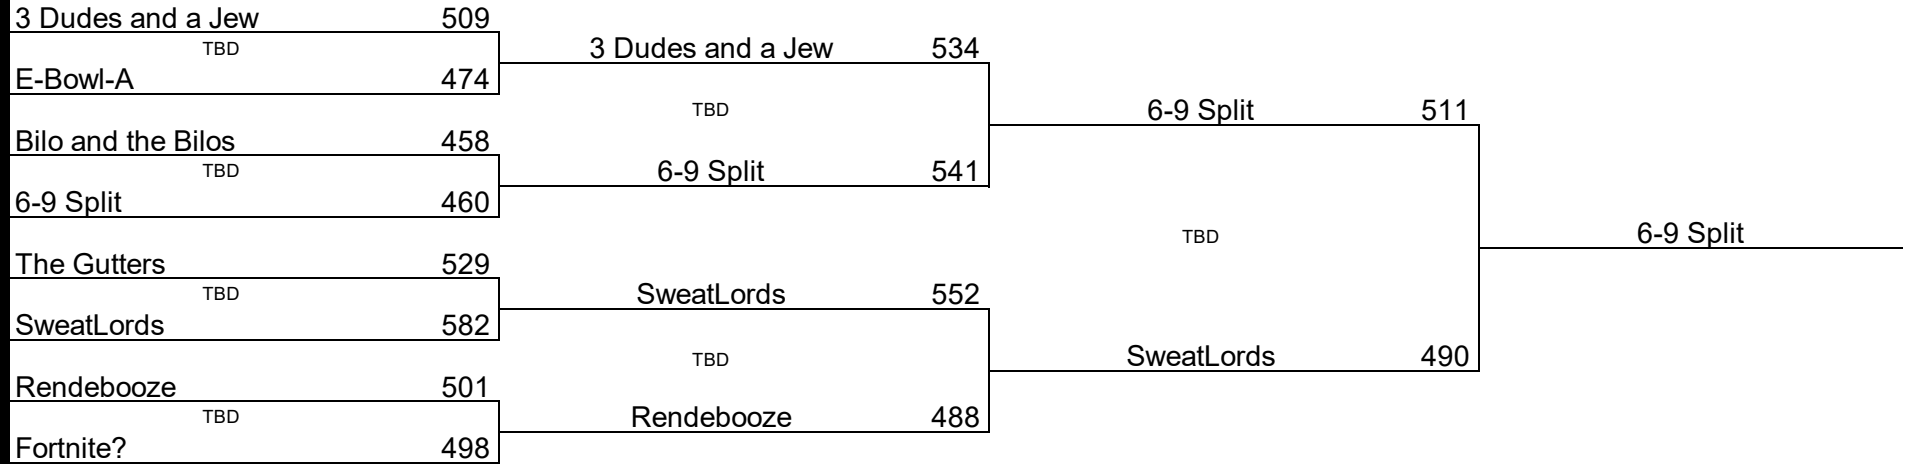 3 Dudes and a Jew 509
TBD
E-Bowl-A 474
Bilo and the Bilos 458
TBD
6-9 Split 460
The Gutters 529
TBD
SweatLords 582
Rendebooze 501
TBD
Fortnite? 498
3 Dudes and a Jew 534
TBD
6-9 Split 541
SweatLords 552
TBD
Rendebooze 488
6-9 Split 511
TBD
SweatLords 490
6-9 Split